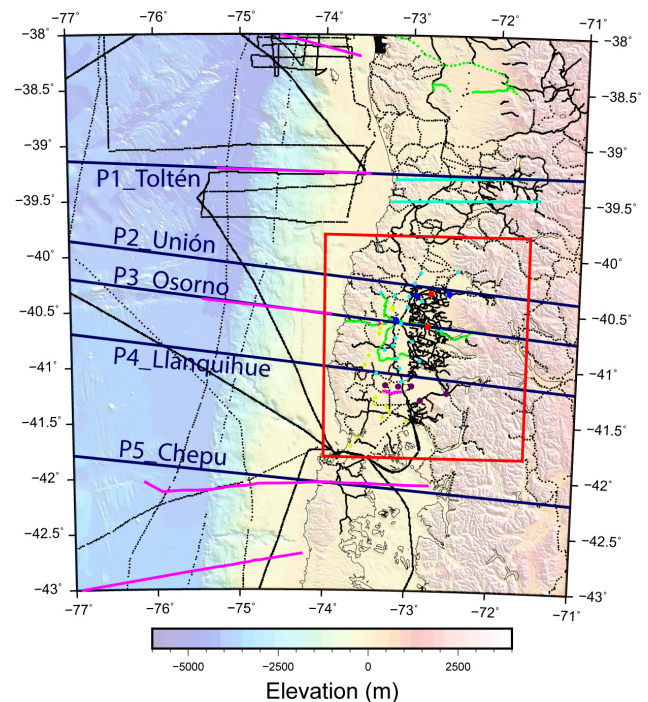 −77° −76° −75° −74° −73° −72° −71°
−38° −38°
−38.5° −38.5°
−39° −39°
P1_Toltén
−39.5° −39.5°
P2_Unión
−40° −40°
P3_Osorno
−40.5° −40.5°
P4_Llanquihue
−41° −41°
−41.5° −41.5°
P5_Chepu
−42° −42°
−42.5° −42.5°
−43° −43°
−77° −76° −75° −74° −73° −72° −71°
−5000 −2500 0 2500
Elevation (m)